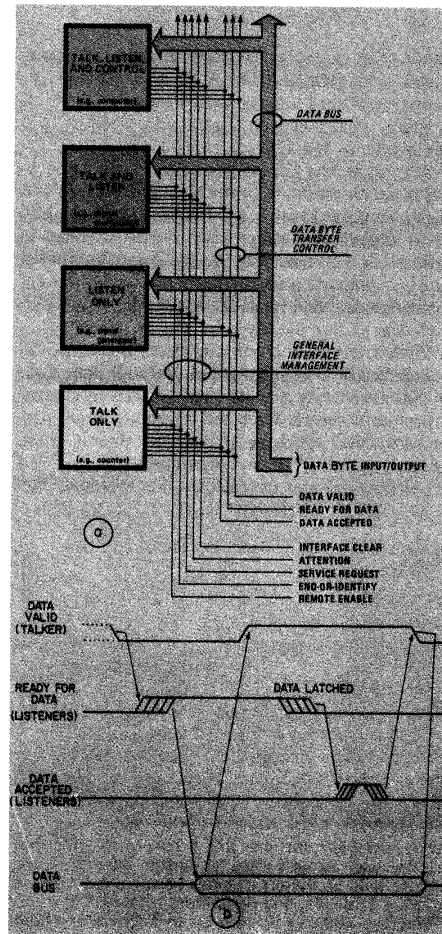 TALK, LISTEN,
AND CONTROL
(e.g., computer)
DATA BUS
TALK AND
LISTEN
DATA BYTE
TRANSFER
CONTROL
LISTEN
ONLY
(e.g., signal
generator)
GENERAL
INTERFACE
MANAGEMENT
TALK
ONLY
(e.g., counter)
DATA BYTE INPUT/OUTPUT
DATA VALID
READY FOR DATA
DATA ACCEPTED
a
INTERFACE CLEAR
ATTENTION
SERVICE REQUEST
END-OR-IDENTIFY
REMOTE ENABLE
DATA
VALID
(TALKER)
READY FOR
DATA
(LISTENERS)
DATA LATCHED
DATA
ACCEPTED
(LISTENERS)
DATA
BUS
b